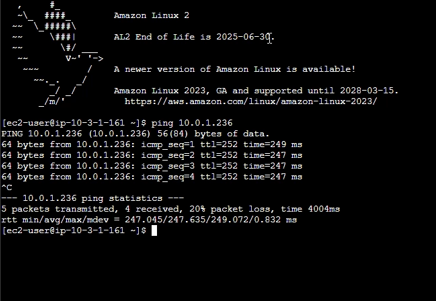 ,     #_
~\_  ####_        Amazon Linux 2
~~  \_#####\
~~     \###|       AL2 End of Life is 2025-06-30.
~~       \#/ ___
~~       V~' '->
~~~         /    A newer version of Amazon Linux is available!
~~._.   _/
_/ _/       Amazon Linux 2023, GA and supported until 2028-03-15.
_/m/'           https://aws.amazon.com/linux/amazon-linux-2023/
[ec2-user@ip-10-3-1-161 ~]$ ping 10.0.1.236
PING 10.0.1.236 (10.0.1.236) 56(84) bytes of data.
64 bytes from 10.0.1.236: icmp_seq=1 ttl=252 time=249 ms
64 bytes from 10.0.1.236: icmp_seq=2 ttl=252 time=247 ms
64 bytes from 10.0.1.236: icmp_seq=3 ttl=252 time=247 ms
64 bytes from 10.0.1.236: icmp_seq=4 ttl=252 time=247 ms
^C
--- 10.0.1.236 ping statistics ---
5 packets transmitted, 4 received, 20% packet loss, time 4004ms
rtt min/avg/max/mdev = 247.045/247.635/249.072/0.832 ms
[ec2-user@ip-10-3-1-161 ~]$